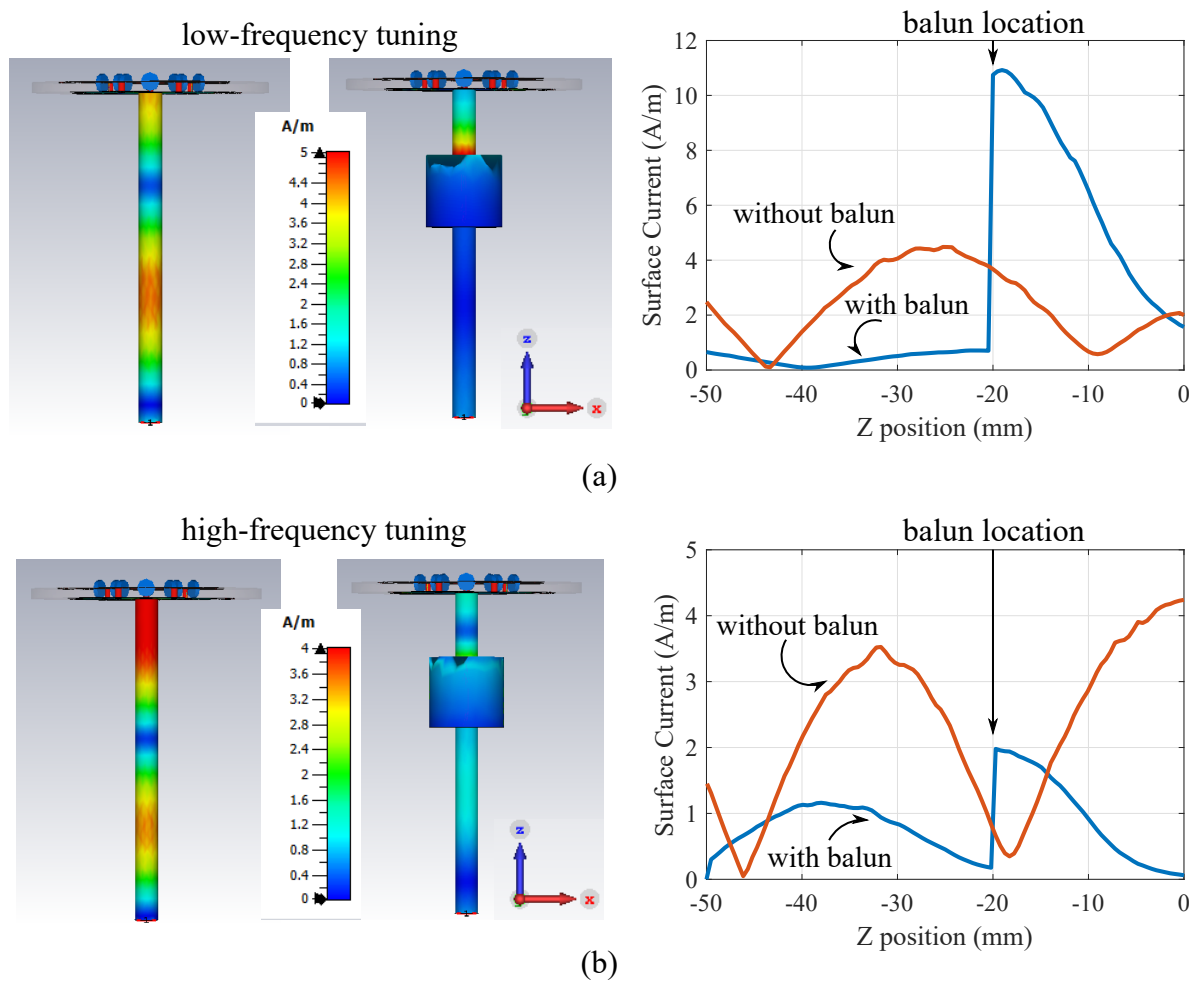 low-frequency tuning
A/m
5
4.4
4
3.6
3.2
2.8
2.4
2
1.6
1.2
0.8
0.4
0
z
x
1
1
balun location
12
10
8
6
4
2
0
Surface Current (A/m)
without balun
with balun
-50
-40
-30
-20
-10
0
Z position (mm)
(a)
high-frequency tuning
A/m
4
3.6
3.2
2.8
2.4
2
1.6
1.2
0.8
0.4
0
z
x
1
1
balun location
5
4
3
2
1
0
Surface Current (A/m)
without balun
with balun
-50
-40
-30
-20
-10
0
Z position (mm)
(b)